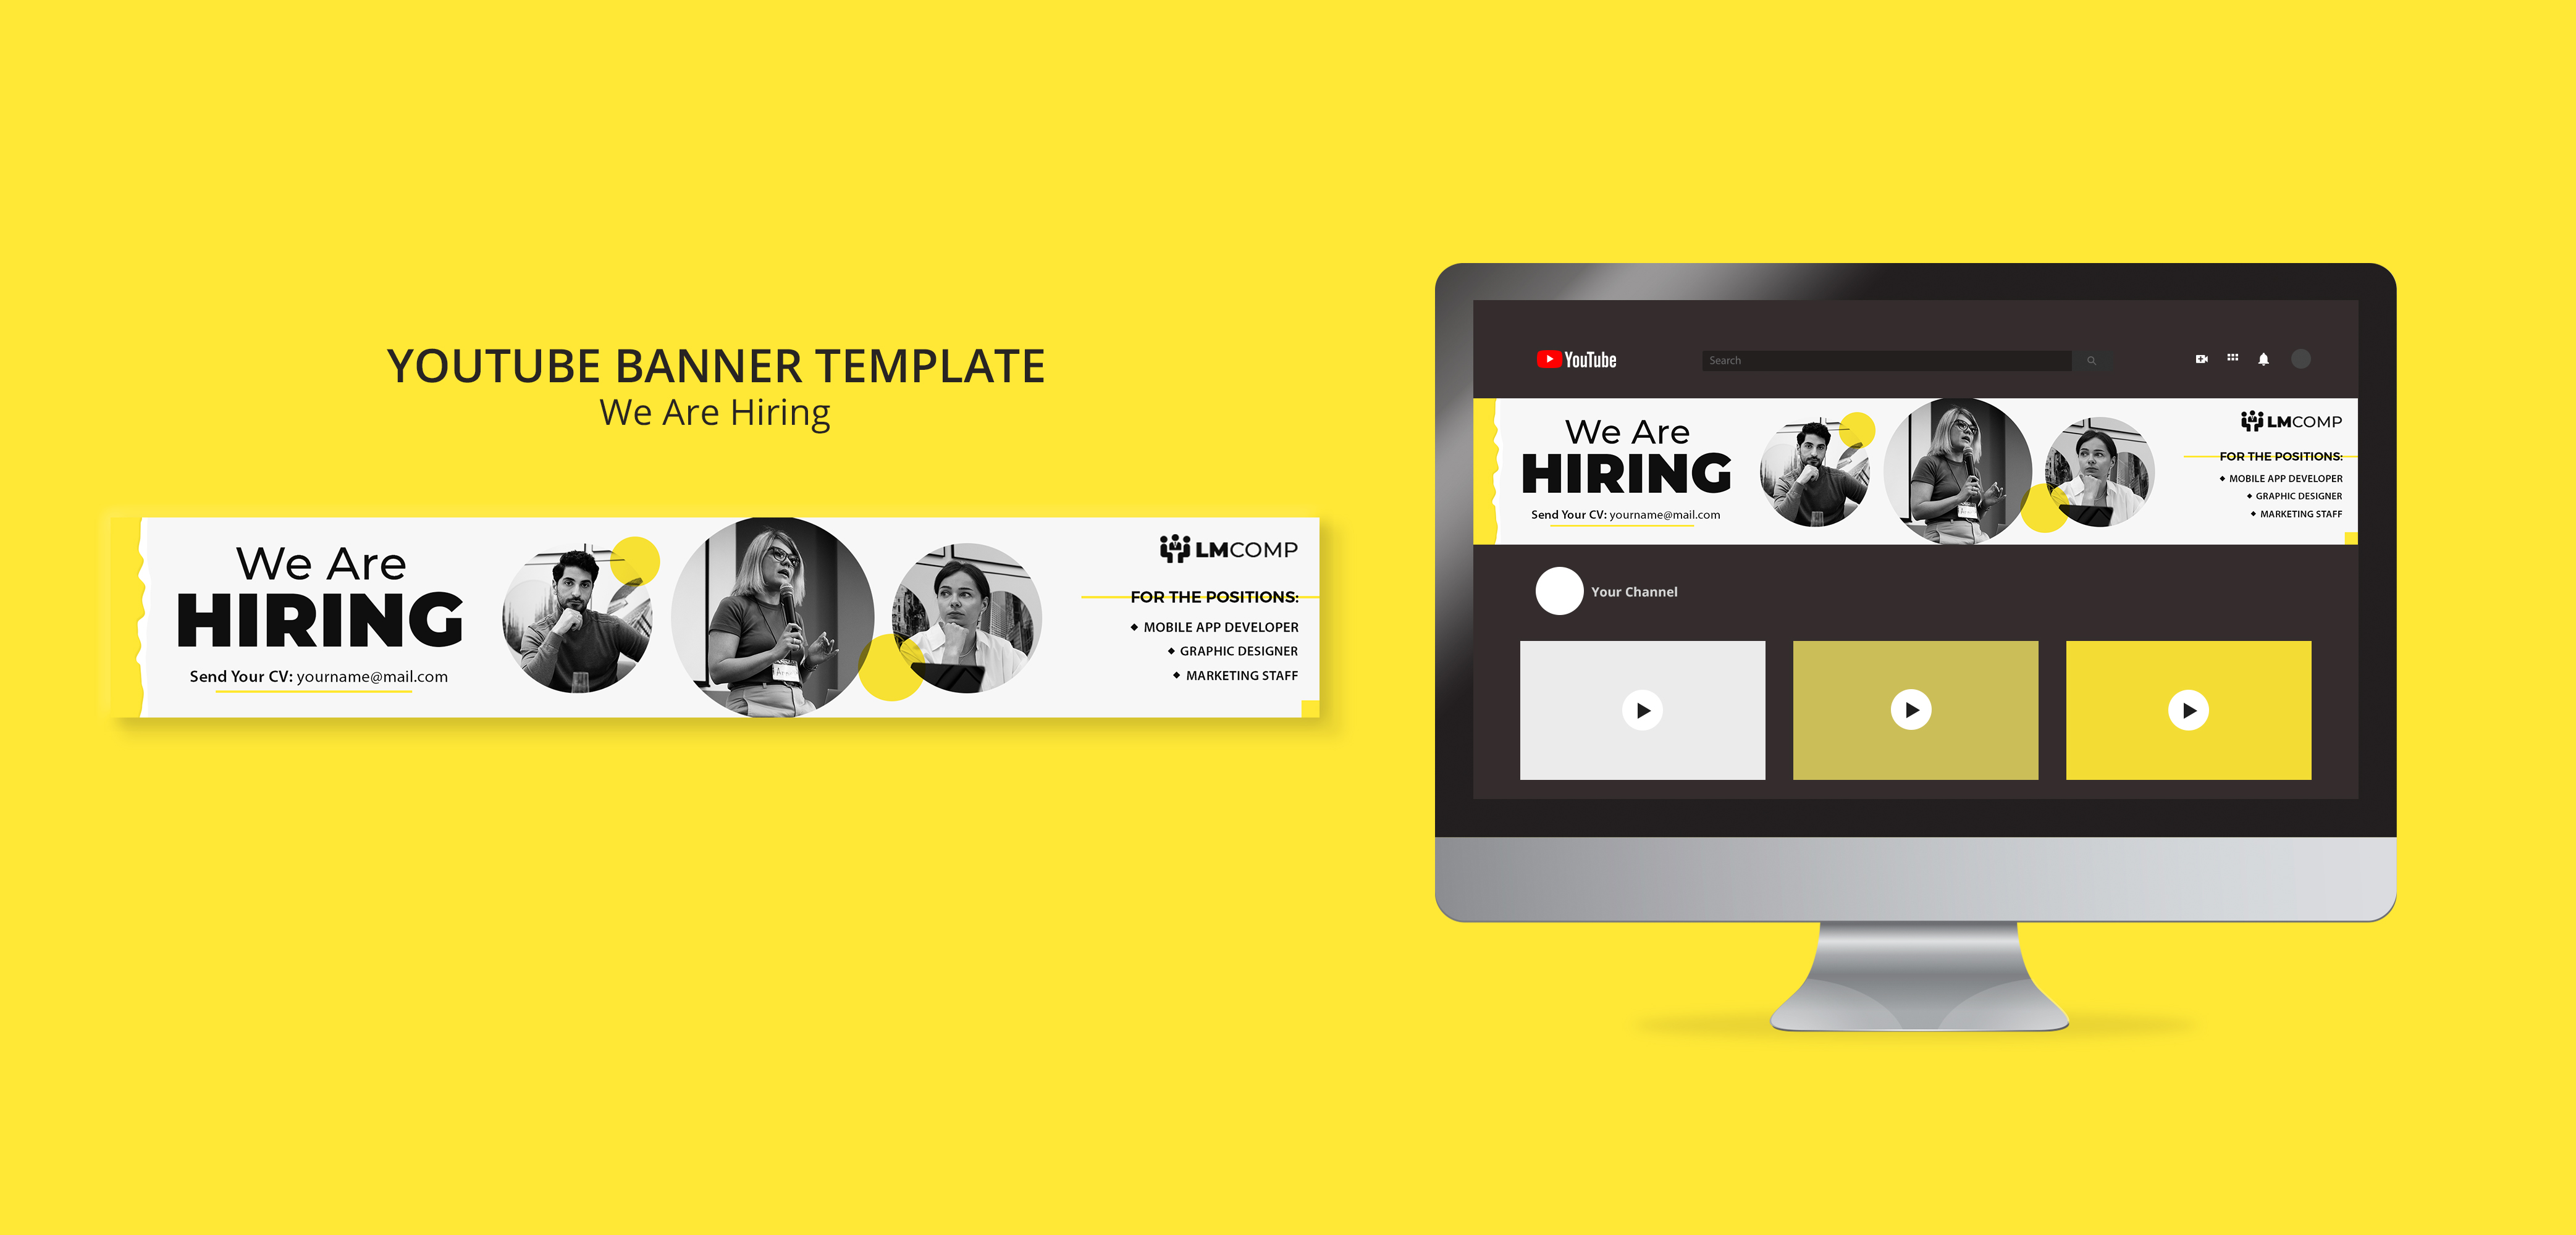 YOUTUBE BANNER TEMPLATE
We Are Hiring
We Are
HIRING
Send Your CV: yourname@mail.com
LMCOMP
FOR THE POSITIONS:
◆ MOBILE APP DEVELOPER
◆ GRAPHIC DESIGNER
◆ MARKETING STAFF
YouTube
Search
We Are
HIRING
Send Your CV: yourname@mail.com
LMCOMP
FOR THE POSITIONS:
◆ MOBILE APP DEVELOPER
◆ GRAPHIC DESIGNER
◆ MARKETING STAFF
Your Channel